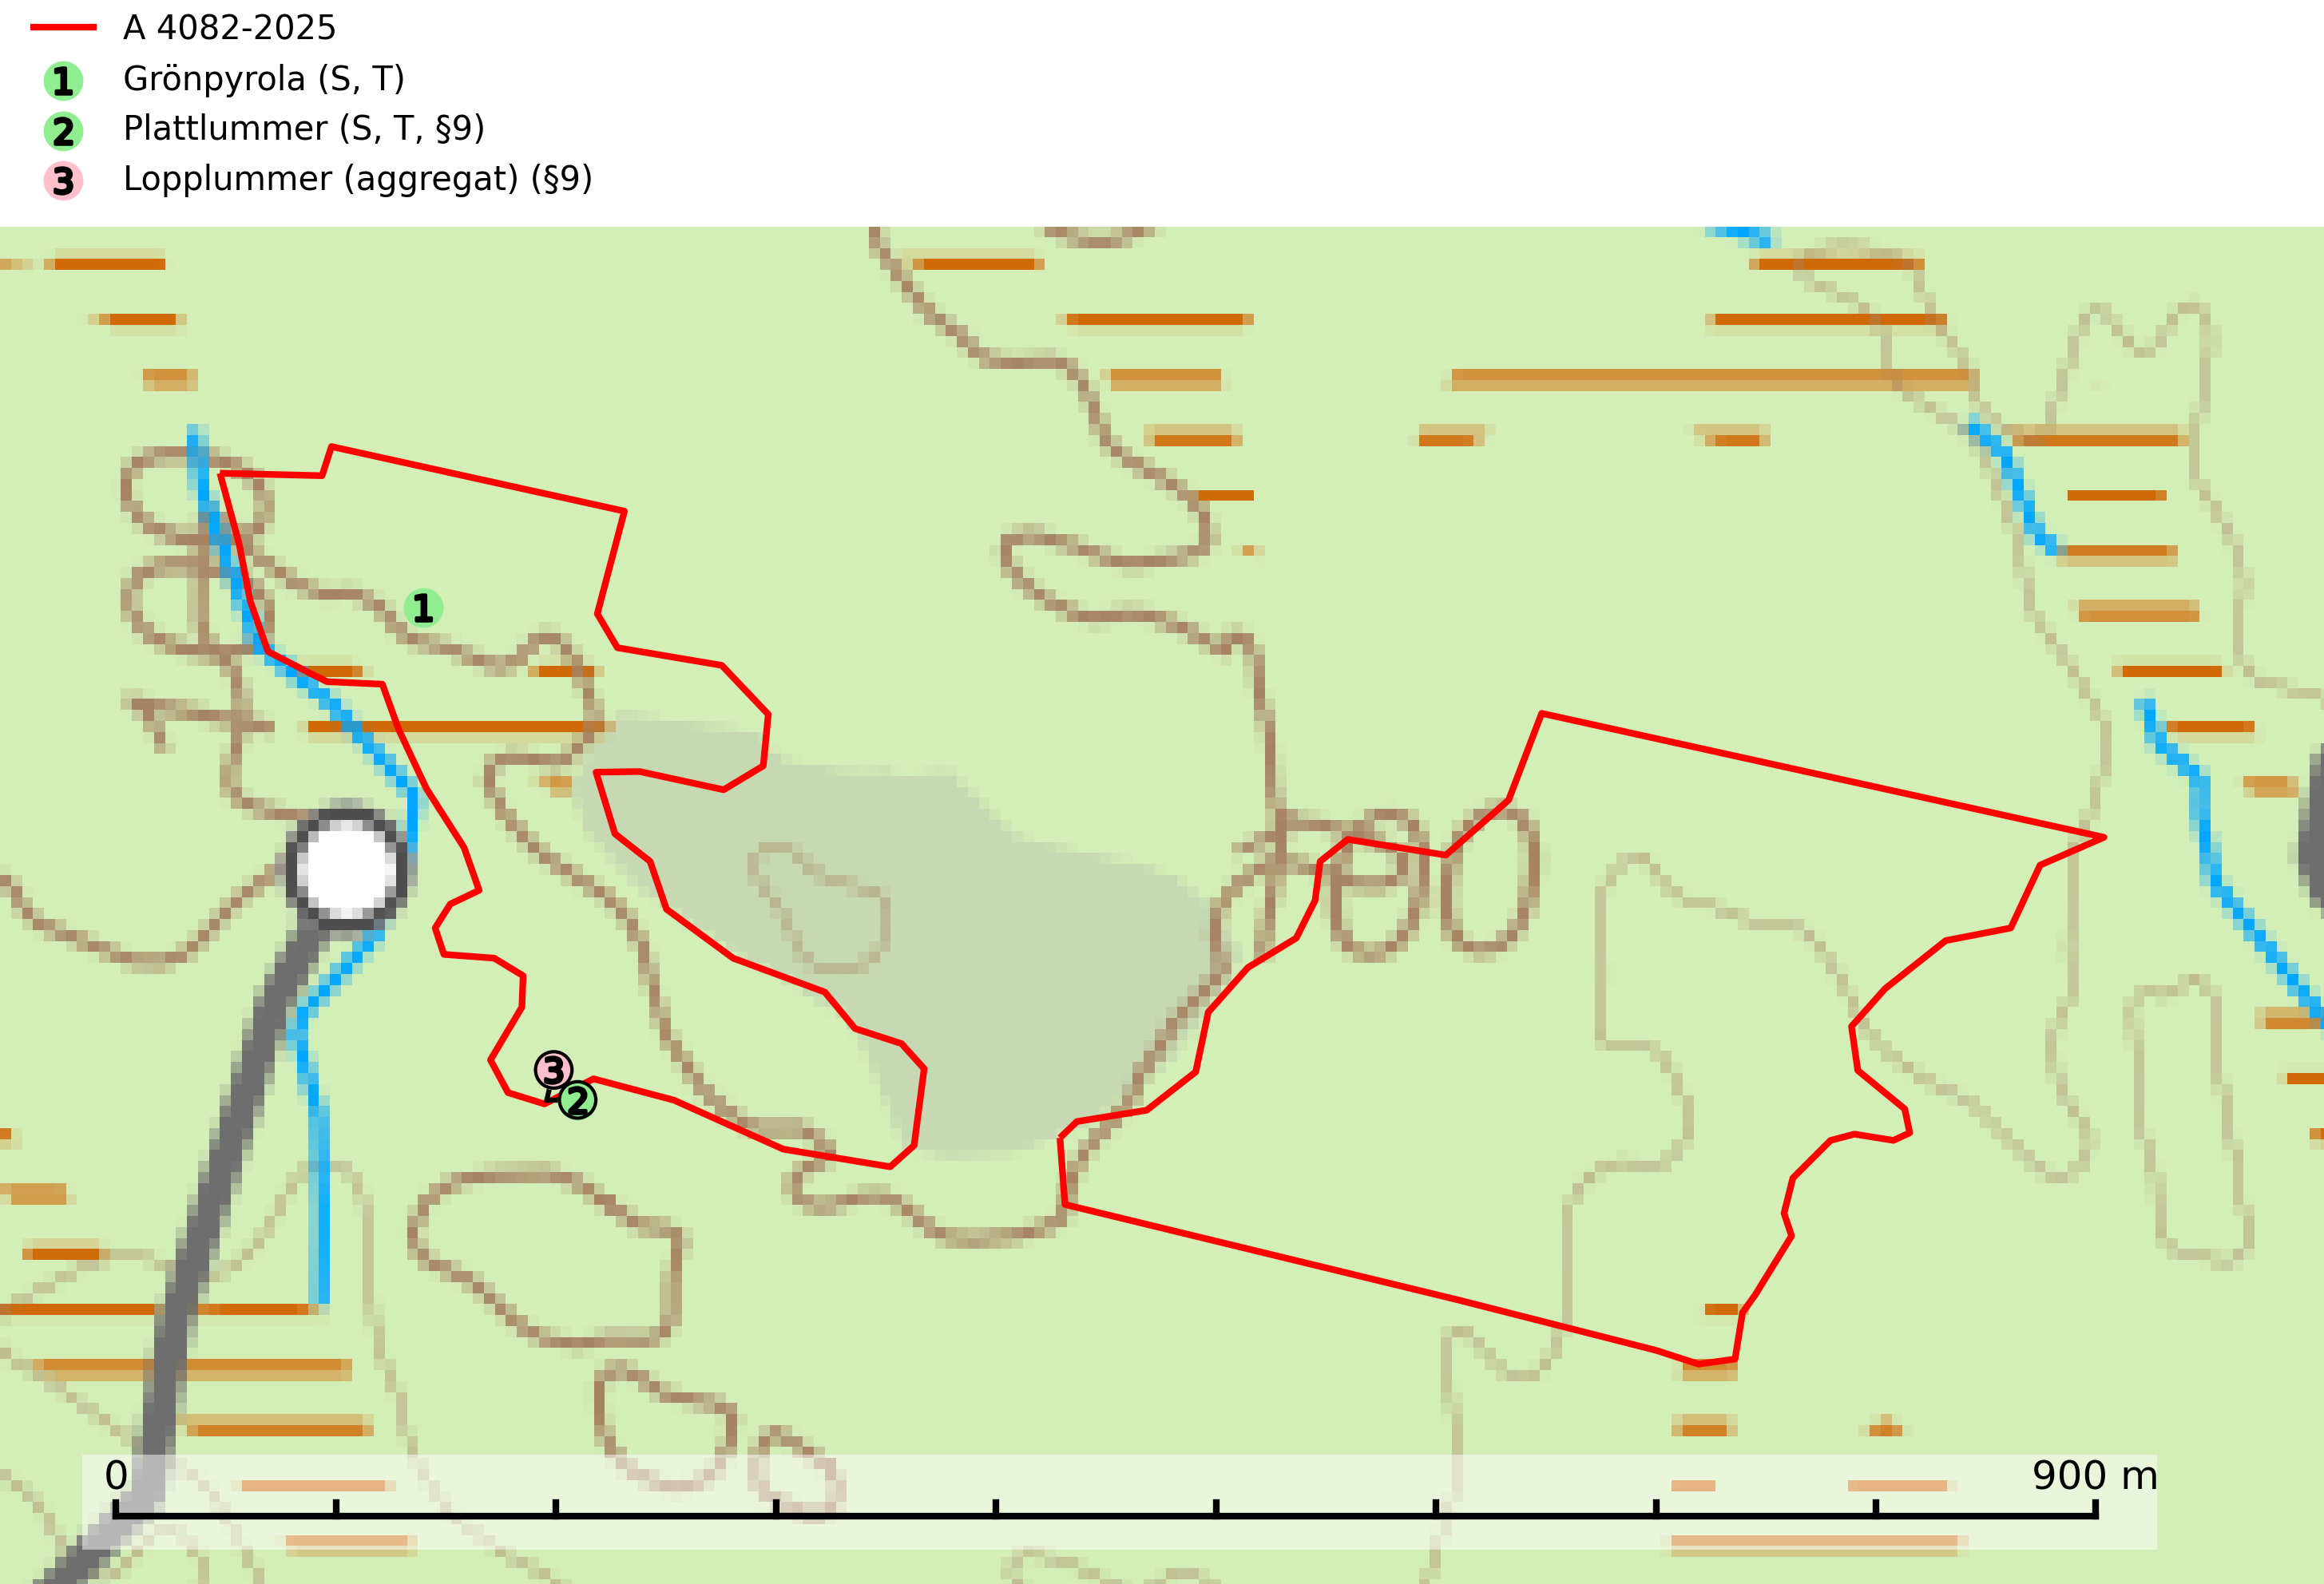 A 4082-2025
1 Grönpyrola (S, T)
2 Plattlummer (S, T, §9)
3 Lopplummer (aggregat) (§9)
1
3
2
0 900 m